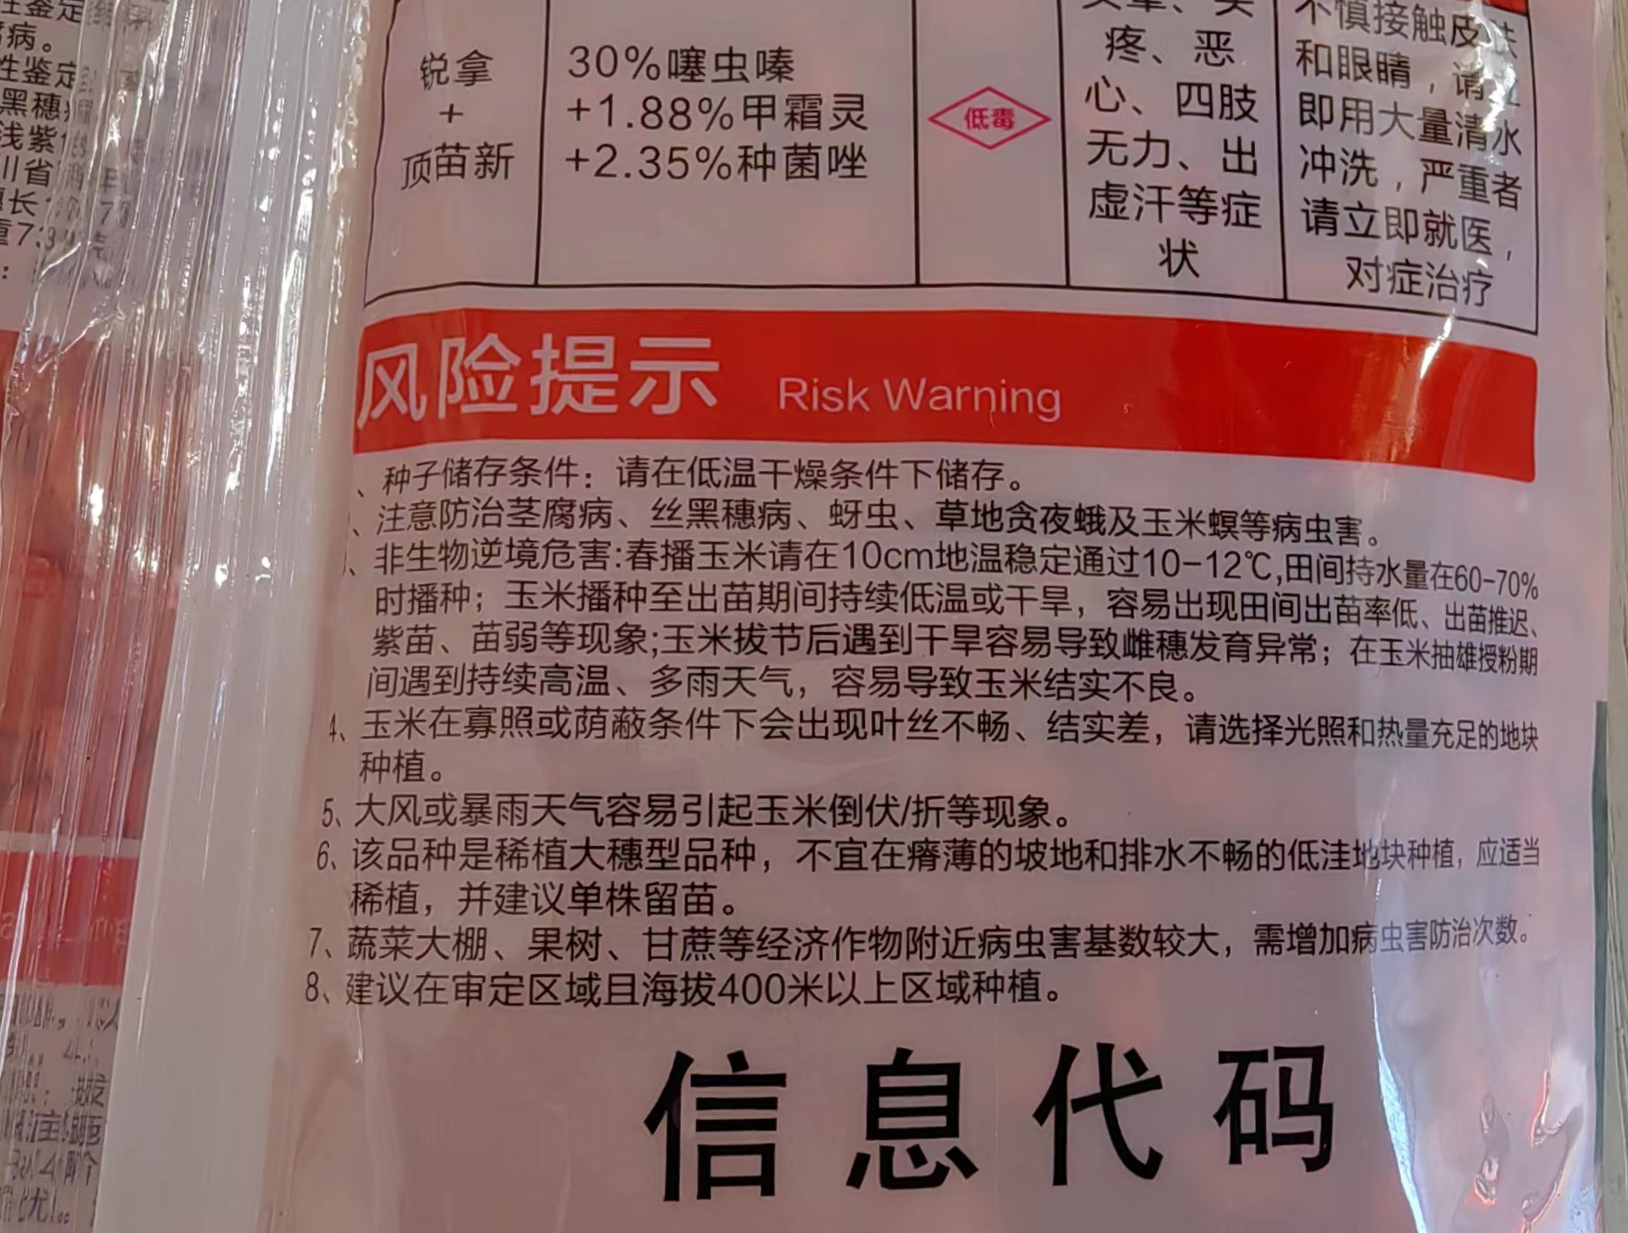 锐拿
+
顶苗新
30%噻虫嗪
+1.88%甲霜灵
+2.35%种菌唑
低毒
疼、恶
心、四肢
无力、出
虚汗等症
状
不慎接触皮肤
和眼睛，请立
即用大量清水
冲洗，严重者
请立即就医，
对症治疗
风险提示 Risk Warning
、种子储存条件：请在低温干燥条件下储存。
、注意防治茎腐病、丝黑穗病、蚜虫、草地贪夜蛾及玉米螟等病虫害。
、非生物逆境危害:春播玉米请在10cm地温稳定通过10-12℃,田间持水量在60-70%
时播种；玉米播种至出苗期间持续低温或干旱，容易出现田间出苗率低、出苗推迟、
紫苗、苗弱等现象;玉米拔节后遇到干旱容易导致雌穗发育异常；在玉米抽雄授粉期
间遇到持续高温、多雨天气，容易导致玉米结实不良。
4、玉米在寡照或荫蔽条件下会出现吐丝不畅、结实差，请选择光照和热量充足的地块
种植。
5、大风或暴雨天气容易引起玉米倒伏/折等现象。
6、该品种是稀植大穗型品种，不宜在瘠薄的坡地和排水不畅的低洼地块种植，应适当
稀植，并建议单株留苗。
7、蔬菜大棚、果树、甘蔗等经济作物附近病虫害基数较大，需增加病虫害防治次数。
8、建议在审定区域且海拔400米以上区域种植。
信息代码